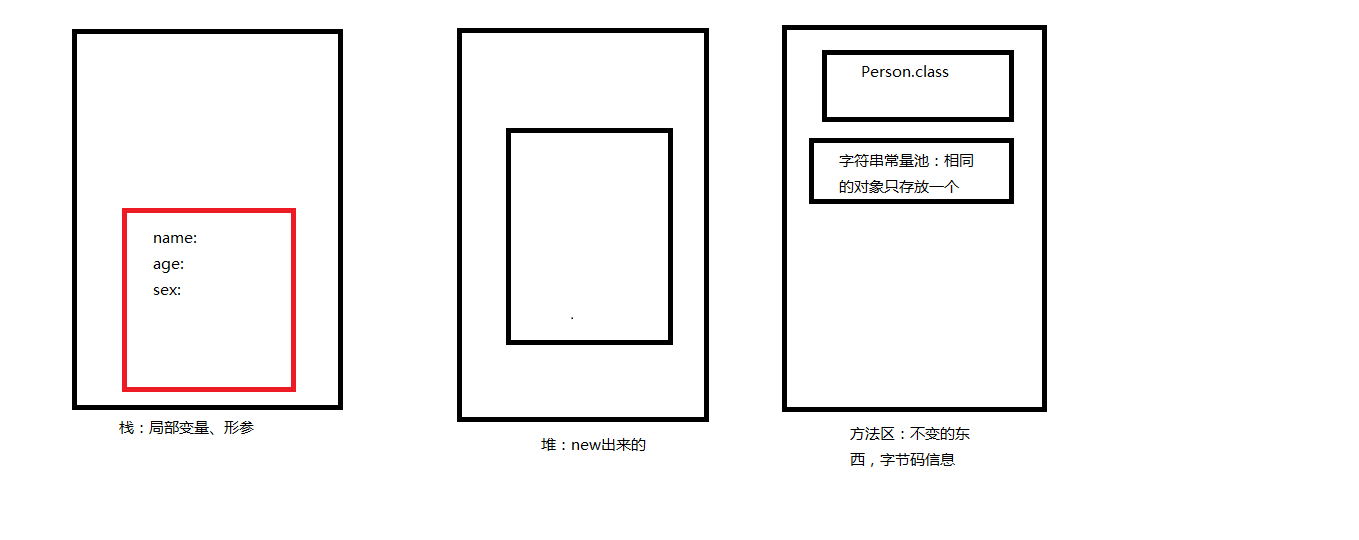 Person.class
字符串常量池：相同
的对象只存放一个
name:
age:
sex:
栈：局部变量、形参
堆：new出来的
方法区：不变的东
西，字节码信息